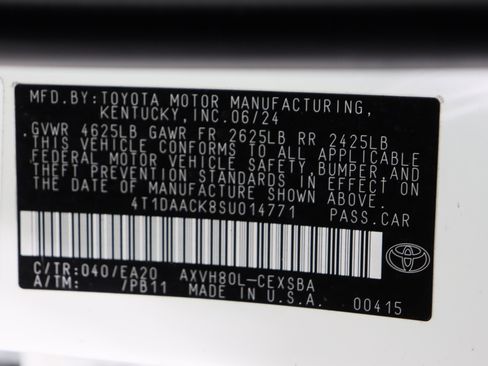 MFD.BY:TOYOTA MOTOR MANUFACTURING,
KENTUCKY,INC.06/24
GVWR 4625LB GAWR FR 2625LB RR 2425LB
THIS VEHICLE CONFORMS TO ALL APPLICABLE
FEDERAL MOTOR VEHICLE SAFETY,BUMPER,AND
THEFT PREVENTION STANDARDS IN EFFECT ON
THE DATE OF MANUFACTURE SHOWN ABOVE.
4T1DAACK8SU014771 PASS.CAR
C/TR:040/EA20 AXVH80L-CEXSBA
A/TM: /PB11 MADE IN U.S.A. 00415